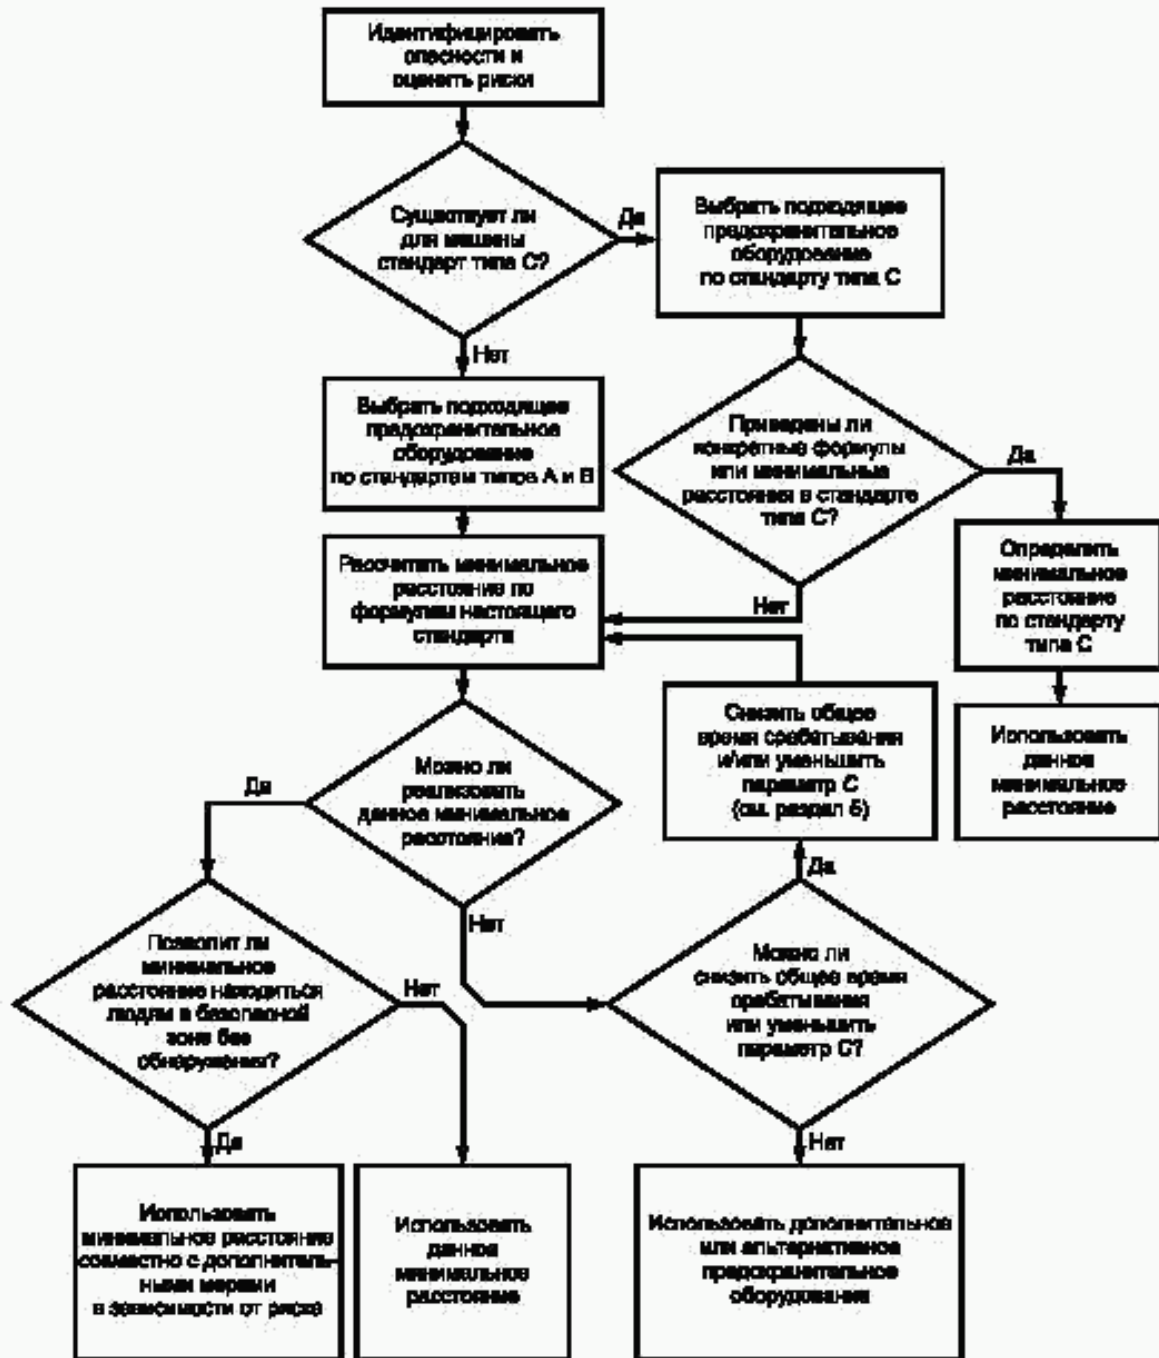 Идентифицировать
опасности и
оценить риски
Существует ли
для машины
стандарт типа С?
Да
Выбрать подходящее
предохранительное
оборудование
по стандарту типа С
Нет
Выбрать подходящее
предохранительное
оборудование
по стандартам типов А и В
Приведены ли
конкретные формулы
или минимальные
расстояния в стандарте
типа С?
Да
Нет
Рассчитать минимальное
расстояние по
формулам настоящего
стандарта
Определить
минимальное
расстояние
по стандарту
типа С
Снизить общее
время срабатывания
и/или уменьшить
параметр С
(см. раздел 5)
Использовать
данное
минимальное
расстояние
Можно ли
реализовать
данное минимальное
расстояние?
Да
Нет
Да
Позволит ли
минимальное
расстояние находиться
людям в безопасной
зоне без
обнаружения?
Нет
Можно ли
снизить общее время
срабатывания
или уменьшить
параметр С?
Да
Нет
Использовать
минимальное расстояние
совместно с дополнитель-
ными мерами
в зависимости от риска
Использовать
данное
минимальное
расстояние
Использовать дополнительное
или альтернативное
предохранительное
оборудование